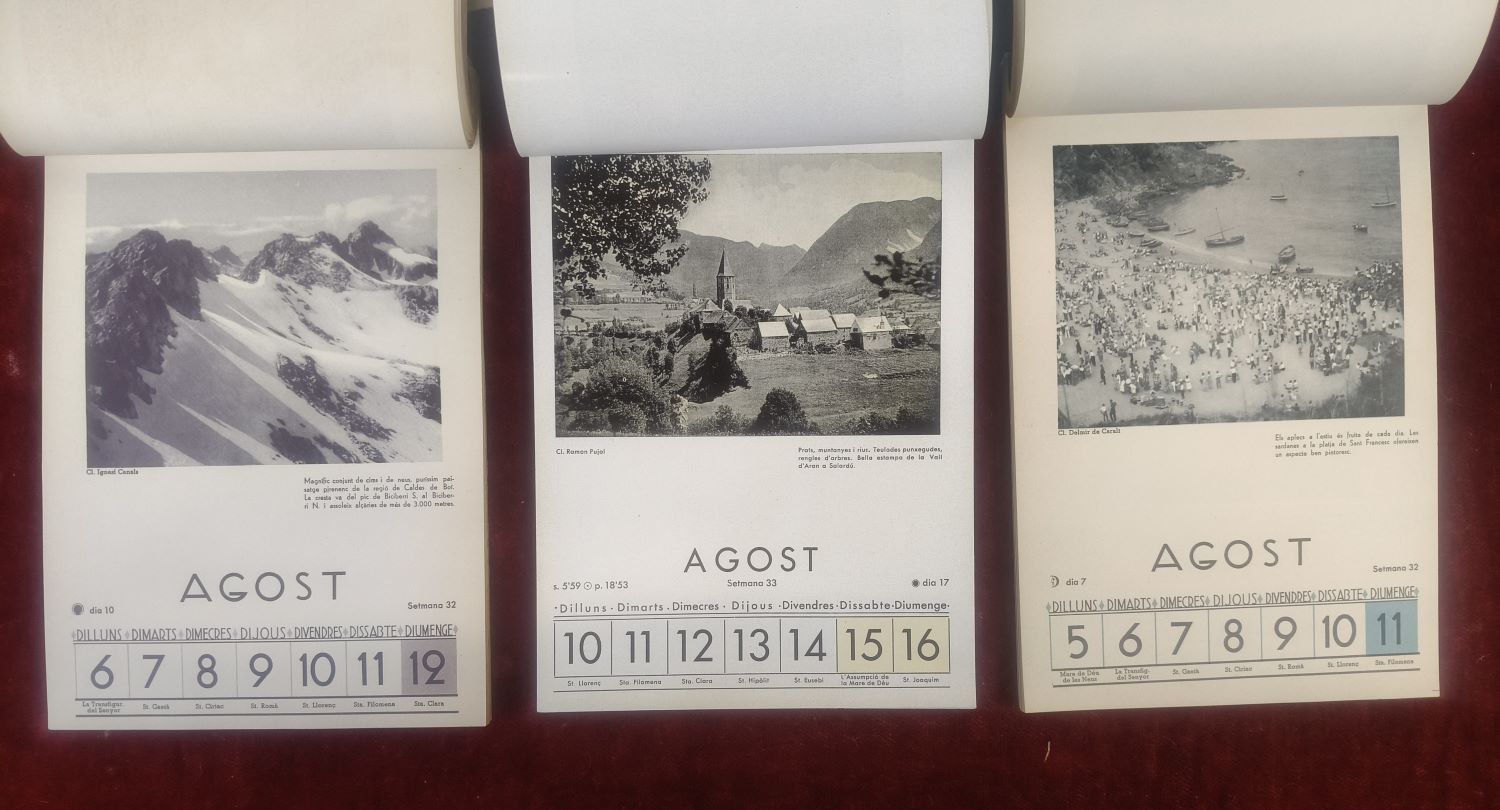 Cl. Ignasi Canals
Magnífic conjunt de cims i de neus, puríssim pai-
satge pirenenc de la regió de Caldes de Boí.
La cresta va del pic de Biciberri S. al Biciber-
ri N. i assoleix alçàries de més de 3.000 metres.
AGOST
dia 10
Setmana 32
DILLUNS DIMARTS DIMECRES DIJOUS DIVENDRES DISSABTE DIUMENGE
6 7 8 9 10 11 12
La Transfigur. del Senyor St. Gaetà St. Ciríac St. Romà St. Llorenç Sta. Filomena Sta. Clara
Cl. Ramon Pujol
Prats, muntanyes i rius. Teulades punxegudes,
rengles d'arbres. Bella estampa de la Vall
d'Aran a Salardú.
AGOST
s. 5'59 p. 18'53
Setmana 33
dia 17
·Dilluns · Dimarts · Dimecres · Dijous ·Divendres·Dissabte·Diumenge·
10 11 12 13 14 15 16
St. Llorenç Sta. Filomena Sta. Clara St. Hipòlit St. Eusebi L'Assumpció de la Mare de Déu St. Joaquim
Cl. Delmir de Caralt
Els aplecs a l'estiu és fruita de cada dia. Les
sardanes a la platja de Sant Francesc ofereixen
un aspecte ben pintoresc.
AGOST
dia 7
Setmana 32
DILLUNS DIMARTS DIMECRES DIJOUS DIVENDRES DISSABTE DIUMENGE
5 6 7 8 9 10 11
Mare de Déu de les Neus La Transfig. del Senyor St. Gaetà St. Ciríac St. Romà St. Llorenç Sta. Filomena